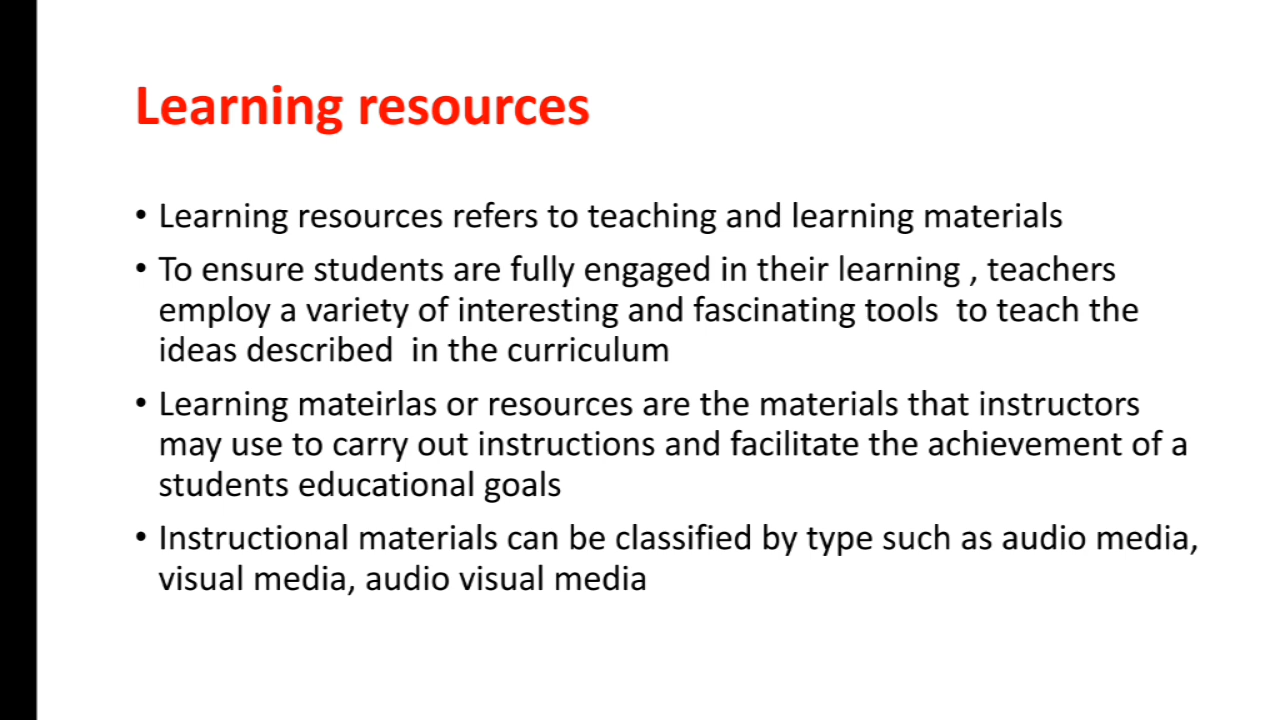 Learning resources
• Learning resources refers to teaching and learning materials
• To ensure students are fully engaged in their learning , teachers
employ a variety of interesting and fascinating tools  to teach the
ideas described  in the curriculum
• Learning mateirlas or resources are the materials that instructors
may use to carry out instructions and facilitate the achievement of a
students educational goals
• Instructional materials can be classified by type such as audio media,
visual media, audio visual media